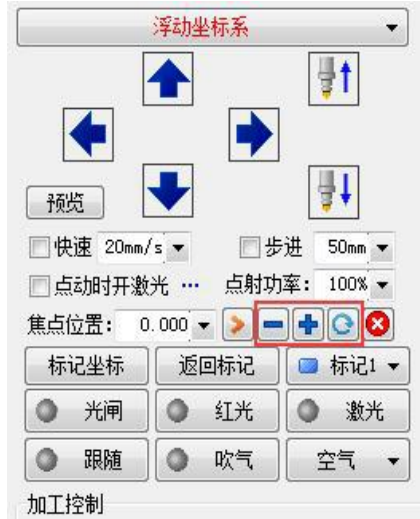 浮动坐标系
预览
快速 20mm/s 步进 50mm
点动时开激光 ··· 点射功率: 100%
焦点位置: 0.000
标记坐标 返回标记 标记1
光闸 红光 激光
跟随 吹气 空气
加工控制